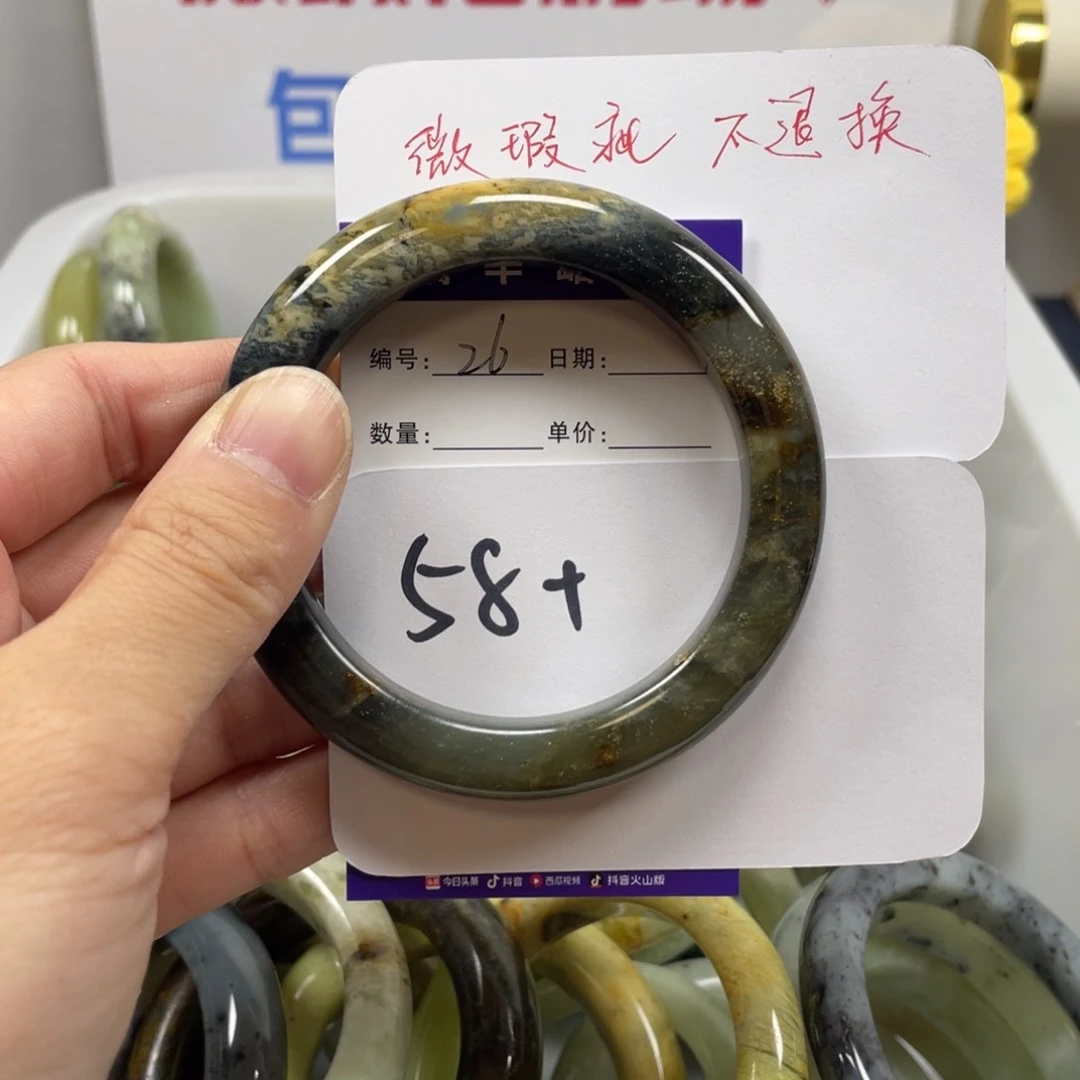 包
微瑕疵 不退换
编号: 26 日期:
数量: 单价:
58+
今日头条 抖音 西瓜视频 抖音火山版